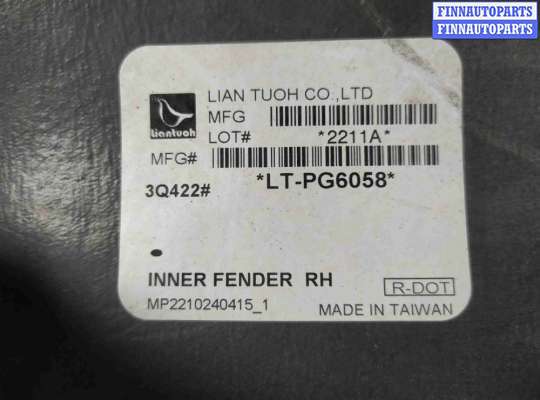 FINNAUTOPARTS
FINNAUTOPARTS
Liantuoh
LIAN TUOH CO.,LTD
MFG
LOT# *2211A*
MFG#
3Q422# *LT-PG6058*
INNER FENDER RH
R-DOT
MP2210240415_1
MADE IN TAIWAN